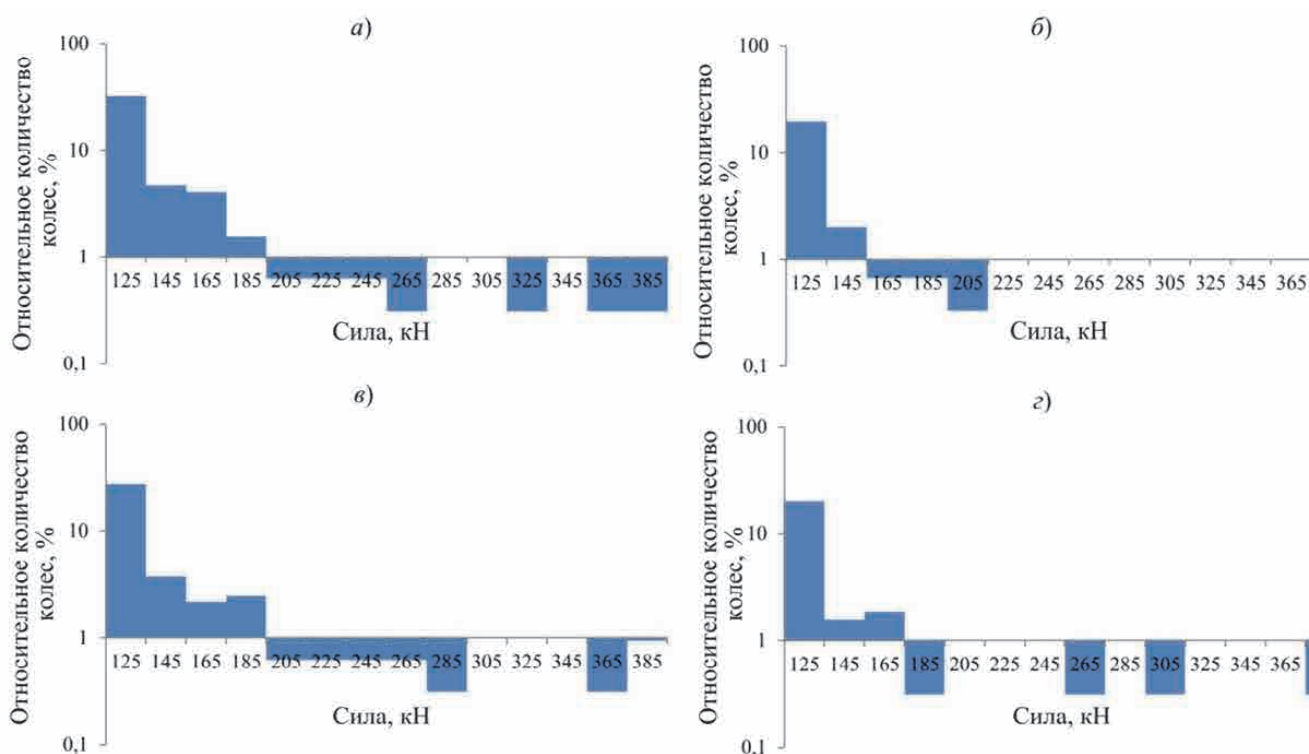 а)
Относительное количество
колес, %
100
10
1
0,1
125 145 165 185 205 225 245 265 285 305 325 345 365 385
Сила, кН
б)
Относительное количество
колес, %
100
10
1
0,1
125 145 165 185 205 225 245 265 285 305 325 345 365
Сила, кН
в)
Относительное количество
колес, %
100
10
1
0,1
125 145 165 185 205 225 245 265 285 305 325 345 365 385
Сила, кН
г)
Относительное количество
колес, %
100
10
1
0,1
125 145 165 185 205 225 245 265 285 305 325 345 365
Сила, кН